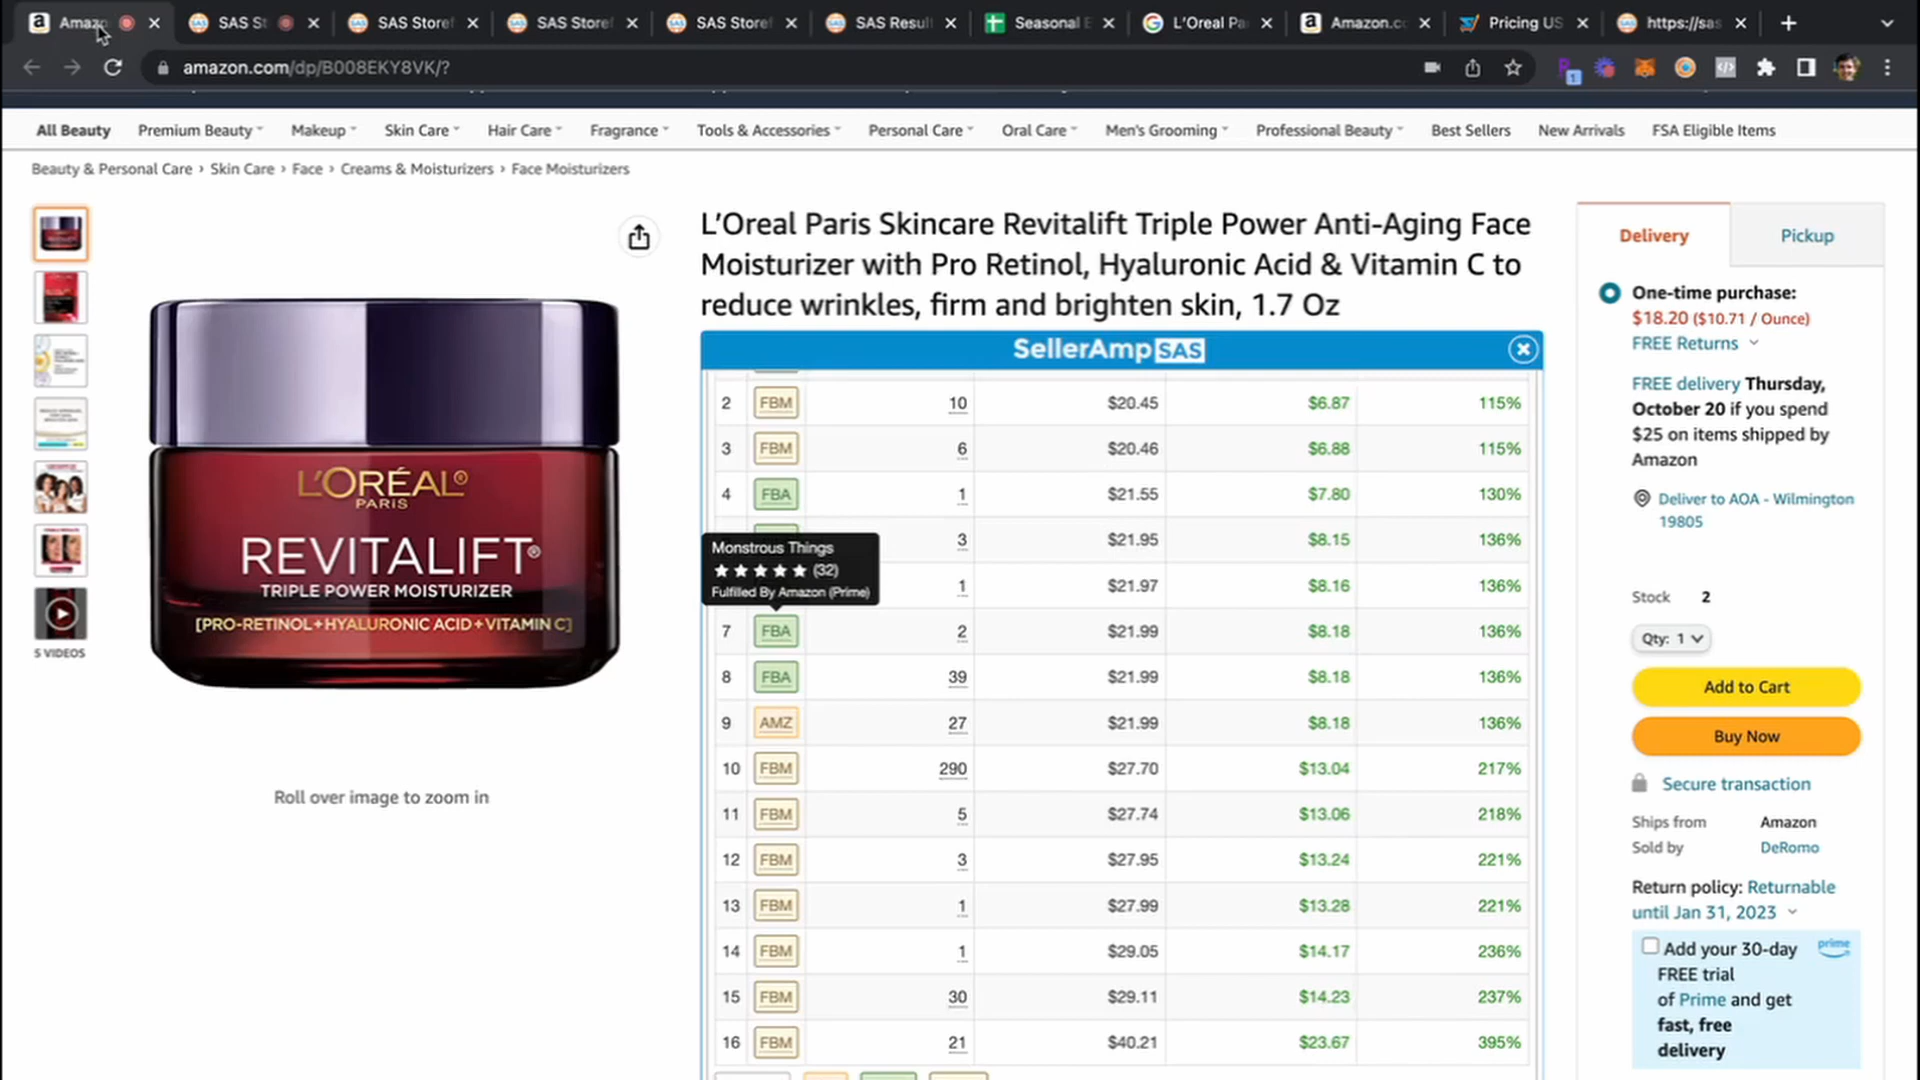 Amaz
SAS St
SAS Storef
SAS Storef
SAS Storef
SAS Resul
Seasonal E
L'Oreal Pa
Amazon.co
Pricing US
https://sas
amazon.com/dp/B008EKY8VK/?
1
All Beauty
Premium Beauty
Makeup
Skin Care
Hair Care
Fragrance
Tools & Accessories
Personal Care
Oral Care
Men's Grooming
Professional Beauty
Best Sellers
New Arrivals
FSA Eligible Items
Beauty & Personal Care › Skin Care › Face › Creams & Moisturizers › Face Moisturizers
5 VIDEOS
L'ORÉAL®
PARIS
REVITALIFT®
TRIPLE POWER MOISTURIZER
[PRO-RETINOL+HYALURONIC ACID+VITAMIN C]
Roll over image to zoom in
L'Oreal Paris Skincare Revitalift Triple Power Anti-Aging Face
Moisturizer with Pro Retinol, Hyaluronic Acid & Vitamin C to
reduce wrinkles, firm and brighten skin, 1.7 Oz
SellerAmp SAS
2 FBM 10 $20.45 $6.87 115%
3 FBM 6 $20.46 $6.88 115%
4 FBA 1 $21.55 $7.80 130%
3 $21.95 $8.15 136%
1 $21.97 $8.16 136%
Monstrous Things
(32)
Fulfilled By Amazon (Prime)
7 FBA 2 $21.99 $8.18 136%
8 FBA 39 $21.99 $8.18 136%
9 AMZ 27 $21.99 $8.18 136%
10 FBM 290 $27.70 $13.04 217%
11 FBM 5 $27.74 $13.06 218%
12 FBM 3 $27.95 $13.24 221%
13 FBM 1 $27.99 $13.28 221%
14 FBM 1 $29.05 $14.17 236%
15 FBM 30 $29.11 $14.23 237%
16 FBM 21 $40.21 $23.67 395%
Delivery
Pickup
One-time purchase:
$18.20 ($10.71 / Ounce)
FREE Returns
FREE delivery Thursday,
October 20 if you spend
$25 on items shipped by
Amazon
Deliver to AOA - Wilmington
19805
Stock 2
Qty: 1
Add to Cart
Buy Now
Secure transaction
Ships from Amazon
Sold by DeRomo
Return policy: Returnable
until Jan 31, 2023
Add your 30-day prime
FREE trial
of Prime and get
fast, free
delivery